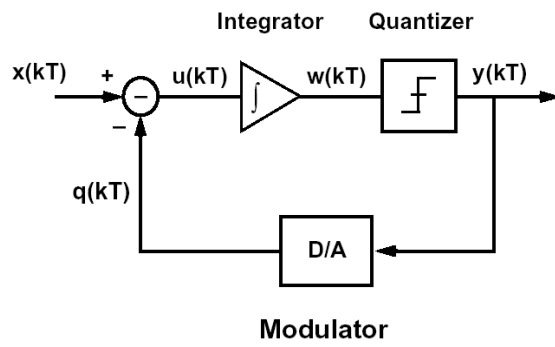 Integrator Quantizer
x(kT) + − u(kT) ∫ w(kT) y(kT)
−
q(kT)
D/A
Modulator